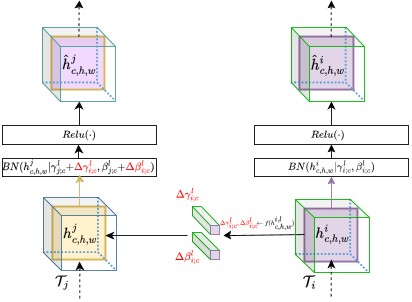 ĥ^j_{c,h,w}
ĥ^i_{c,h,w}
Relu(·)
Relu(·)
BN(h^j_{c,h,w}|γ^l_{j;c}+Δγ^l_{i;c}, β^l_{j;c}+Δβ^l_{i;c})
BN(h^i_{c,h,w}|γ^l_{i;c}, β^l_{i;c})
Δγ^l_{i;c}
Δγ^l_{i;c}, Δβ^l_{i;c} ← f(h^{i,l}_{c,h,w})
h^j_{c,h,w}
h^i_{c,h,w}
Δβ^l_{i;c}
𝒯_j
𝒯_i